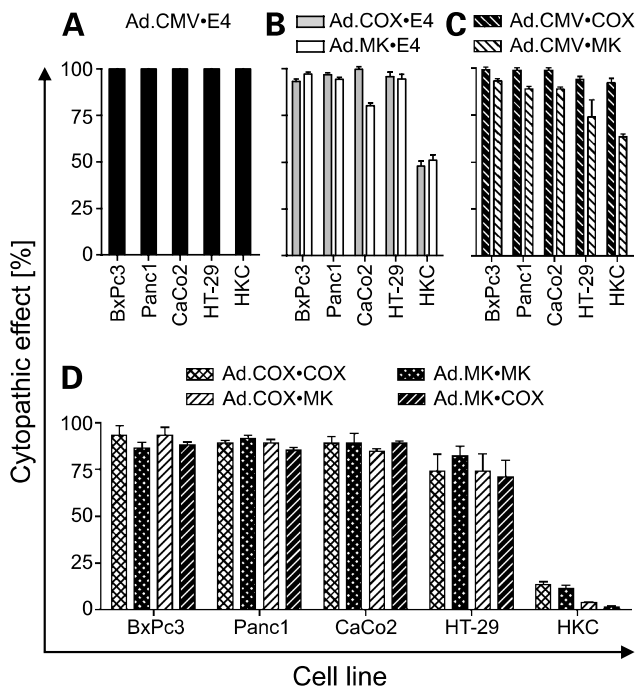 A
Ad.CMV•E4
B
Ad.COX•E4
Ad.MK•E4
C
Ad.CMV•COX
Ad.CMV•MK
100
75
50
25
0
BxPc3
Panc1
CaCo2
HT-29
HKC
BxPc3
Panc1
CaCo2
HT-29
HKC
BxPc3
Panc1
CaCo2
HT-29
HKC
Cytopathic effect [%]
D
Ad.COX•COX
Ad.MK•MK
Ad.COX•MK
Ad.MK•COX
100
75
50
25
0
BxPc3
Panc1
CaCo2
HT-29
HKC
Cell line